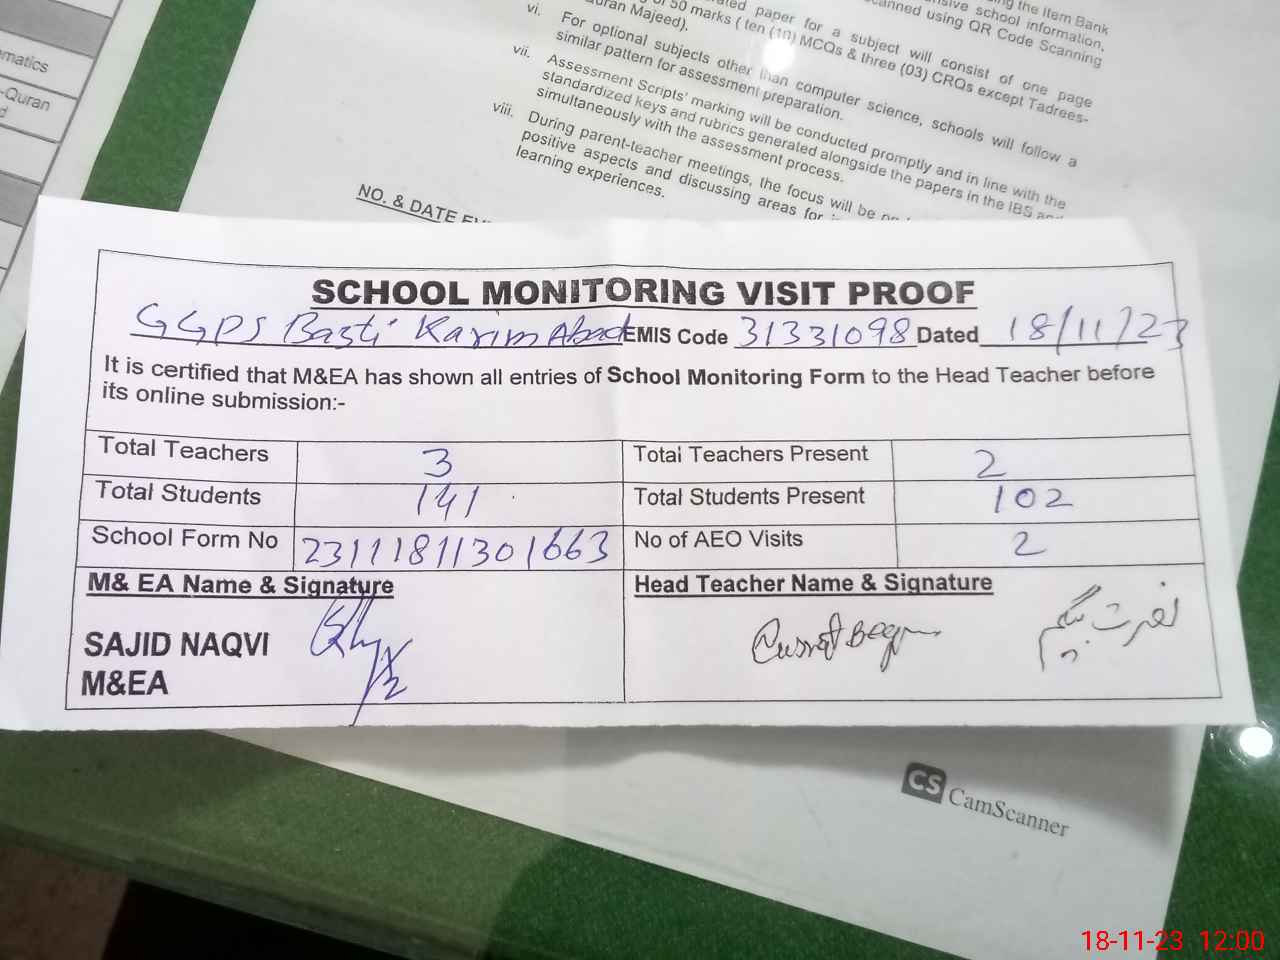 matics
-Quran
d
ng the Item Bank
nsive school information,
canned using QR Code Scanning
rated paper for a subject will consist of one page
of 50 marks ( ten (10) MCQs & three (03) CRQs except Tadrees-
uran Majeed).
vi. For optional subjects other than computer science, schools will follow a
similar pattern for assessment preparation.
vii. Assessment Scripts' marking will be conducted promptly and in line with the
standardized keys and rubrics generated alongside the papers in the IBS and
simultaneously with the assessment process.
viii. During parent-teacher meetings, the focus will be
positive aspects and discussing areas for
learning experiences.
NO. & DATE EV
SCHOOL MONITORING VISIT PROOF
GGPS Basti Karim Abad EMIS Code 31331098 Dated 18/11/23
It is certified that M&EA has shown all entries of School Monitoring Form to the Head Teacher before
its online submission:-
Total Teachers 3 Total Teachers Present 2
Total Students 141 Total Students Present 102
School Form No 23111811301663 No of AEO Visits 2
M& EA Name & Signature Head Teacher Name & Signature
SAJID NAQVI
M&EA
نصرت بیگم
CS CamScanner
18-11-23 12:00